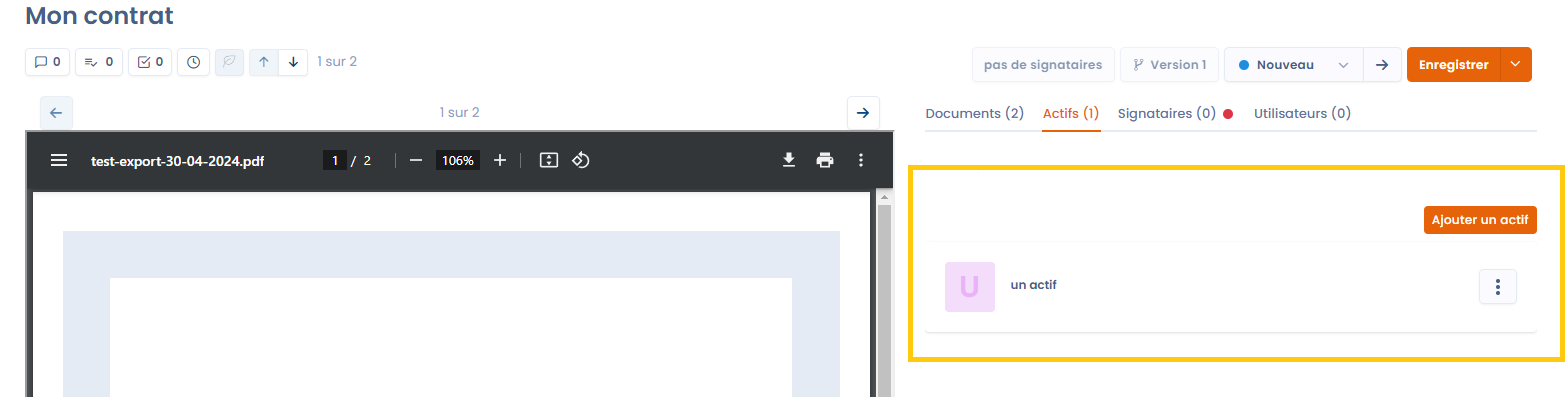 Mon contrat
0 0 0 1 sur 2
pas de signataires Version 1 Nouveau Enregistrer
1 sur 2
Documents (2) Actifs (1) Signataires (0) Utilisateurs (0)
test-export-30-04-2024.pdf 1 / 2 106%
Ajouter un actif
U un actif